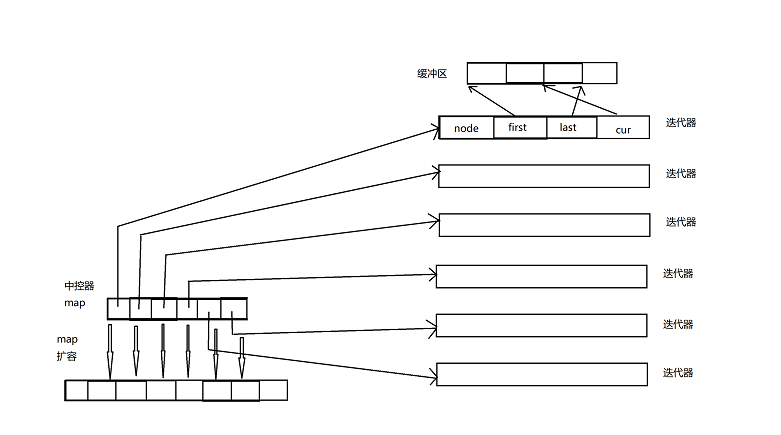 缓冲区
node first last cur
迭代器
迭代器
迭代器
迭代器
迭代器
迭代器
中控器
map
map
扩容